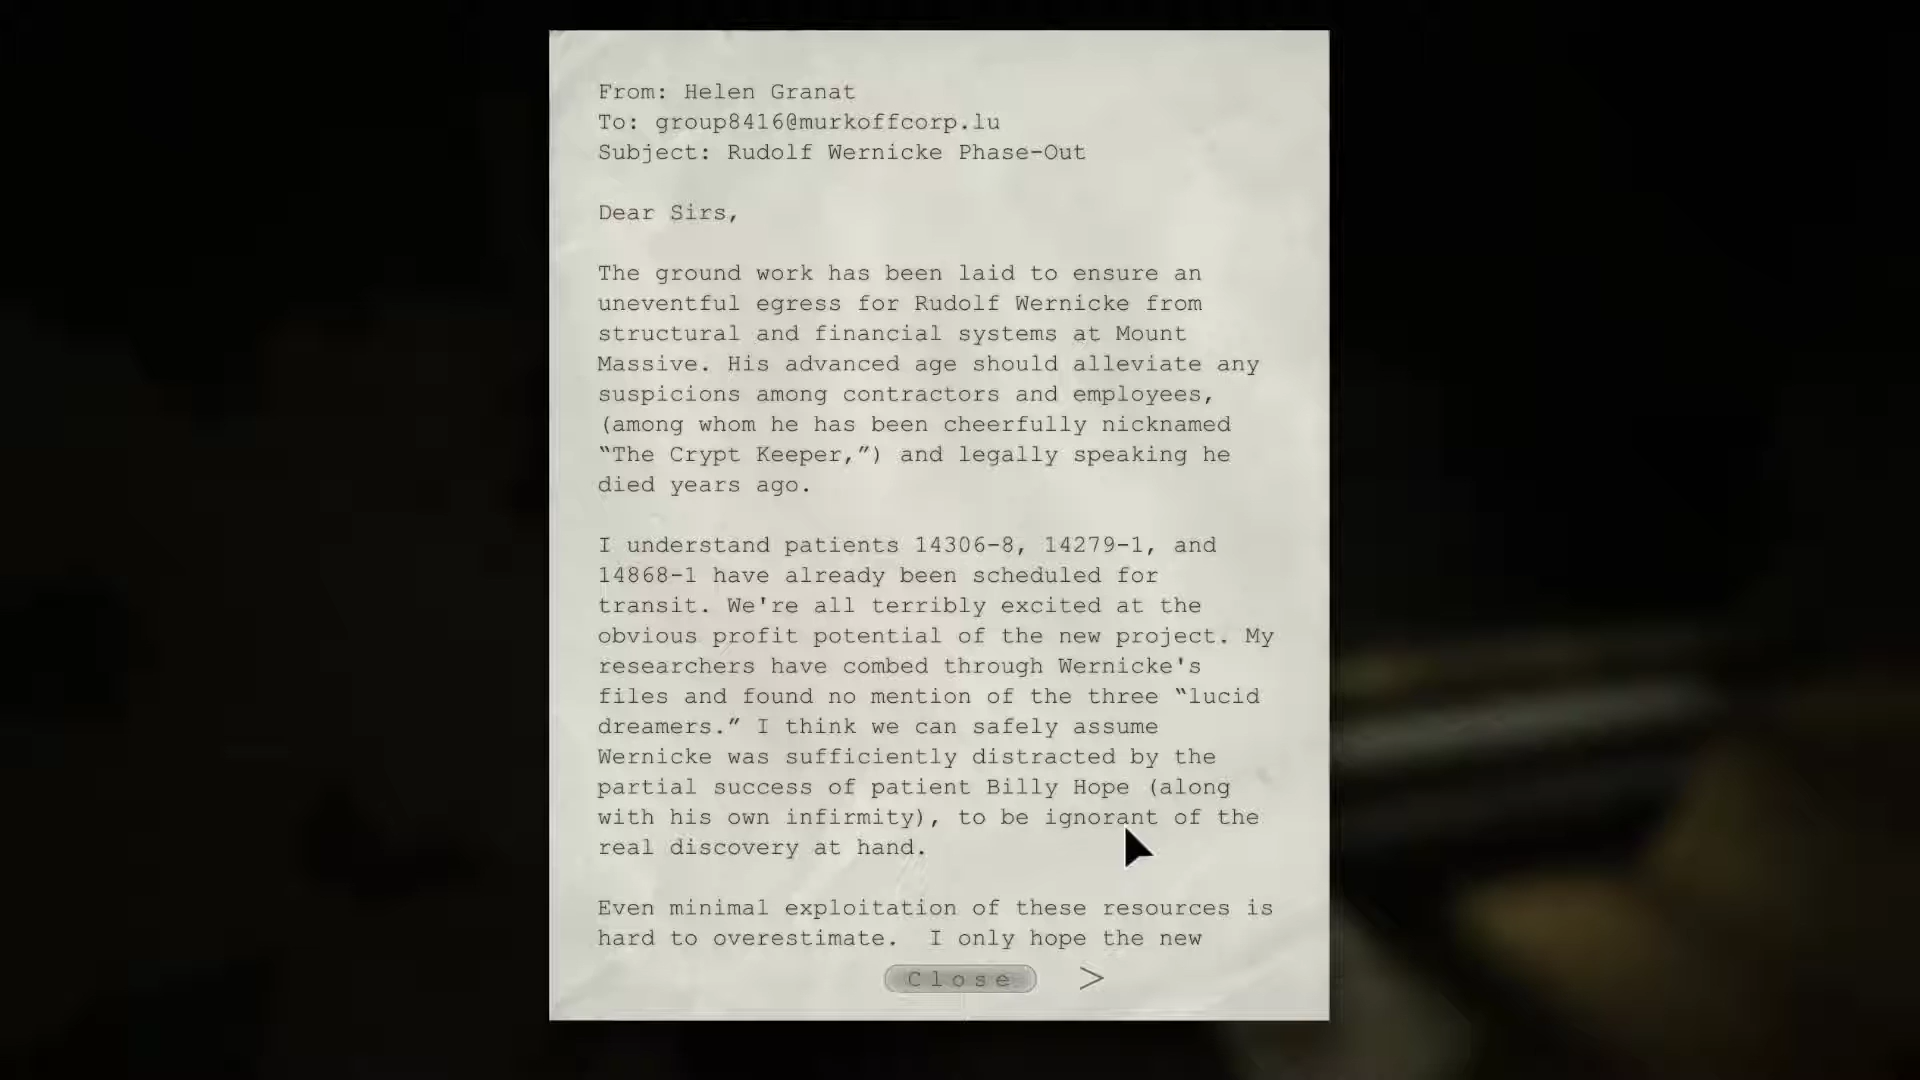 From: Helen Granat
To: group8416@murkoffcorp.lu
Subject: Rudolf Wernicke Phase-Out
Dear Sirs,
The ground work has been laid to ensure an
uneventful egress for Rudolf Wernicke from
structural and financial systems at Mount
Massive. His advanced age should alleviate any
suspicions among contractors and employees,
(among whom he has been cheerfully nicknamed
“The Crypt Keeper,”) and legally speaking he
died years ago.
I understand patients 14306-8, 14279-1, and
14868-1 have already been scheduled for
transit. We're all terribly excited at the
obvious profit potential of the new project. My
researchers have combed through Wernicke's
files and found no mention of the three “lucid
dreamers.” I think we can safely assume
Wernicke was sufficiently distracted by the
partial success of patient Billy Hope (along
with his own infirmity), to be ignorant of the
real discovery at hand.
Even minimal exploitation of these resources is
hard to overestimate.  I only hope the new
Close >